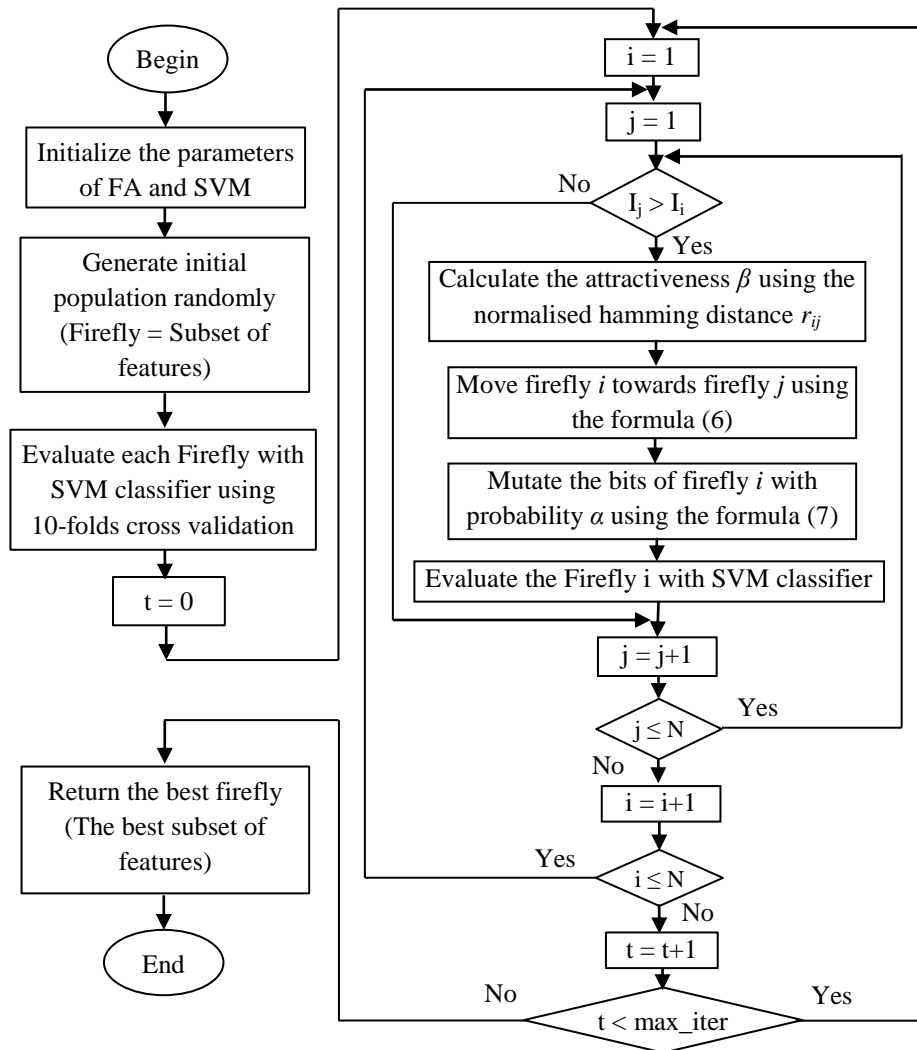 Begin
Initialize the parameters
of FA and SVM
Generate initial
population randomly
(Firefly = Subset of
features)
Evaluate each Firefly with
SVM classifier using
10-folds cross validation
t = 0
i = 1
j = 1
No
I_j > I_i
Yes
Calculate the attractiveness β using the
normalised hamming distance r_ij
Move firefly i towards firefly j using
the formula (6)
Mutate the bits of firefly i with
probability α using the formula (7)
Evaluate the Firefly i with SVM classifier
j = j+1
j ≤ N
Yes
No
i = i+1
Yes
i ≤ N
No
t = t+1
No
t < max_iter
Yes
Return the best firefly
(The best subset of
features)
End